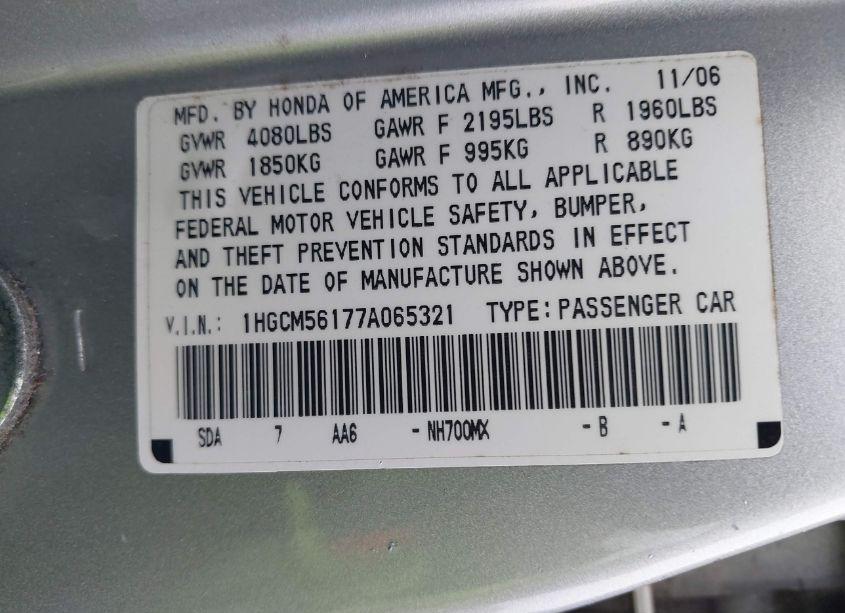 MFD. BY HONDA OF AMERICA MFG., INC. 11/06
GVWR 4080LBS GAWR F 2195LBS R 1960LBS
GVWR 1850KG GAWR F 995KG R 890KG
THIS VEHICLE CONFORMS TO ALL APPLICABLE
FEDERAL MOTOR VEHICLE SAFETY, BUMPER,
AND THEFT PREVENTION STANDARDS IN EFFECT
ON THE DATE OF MANUFACTURE SHOWN ABOVE.
V.I.N.: 1HGCM56177A065321 TYPE: PASSENGER CAR
SDA 7 AA6 -NH700MX -B -A